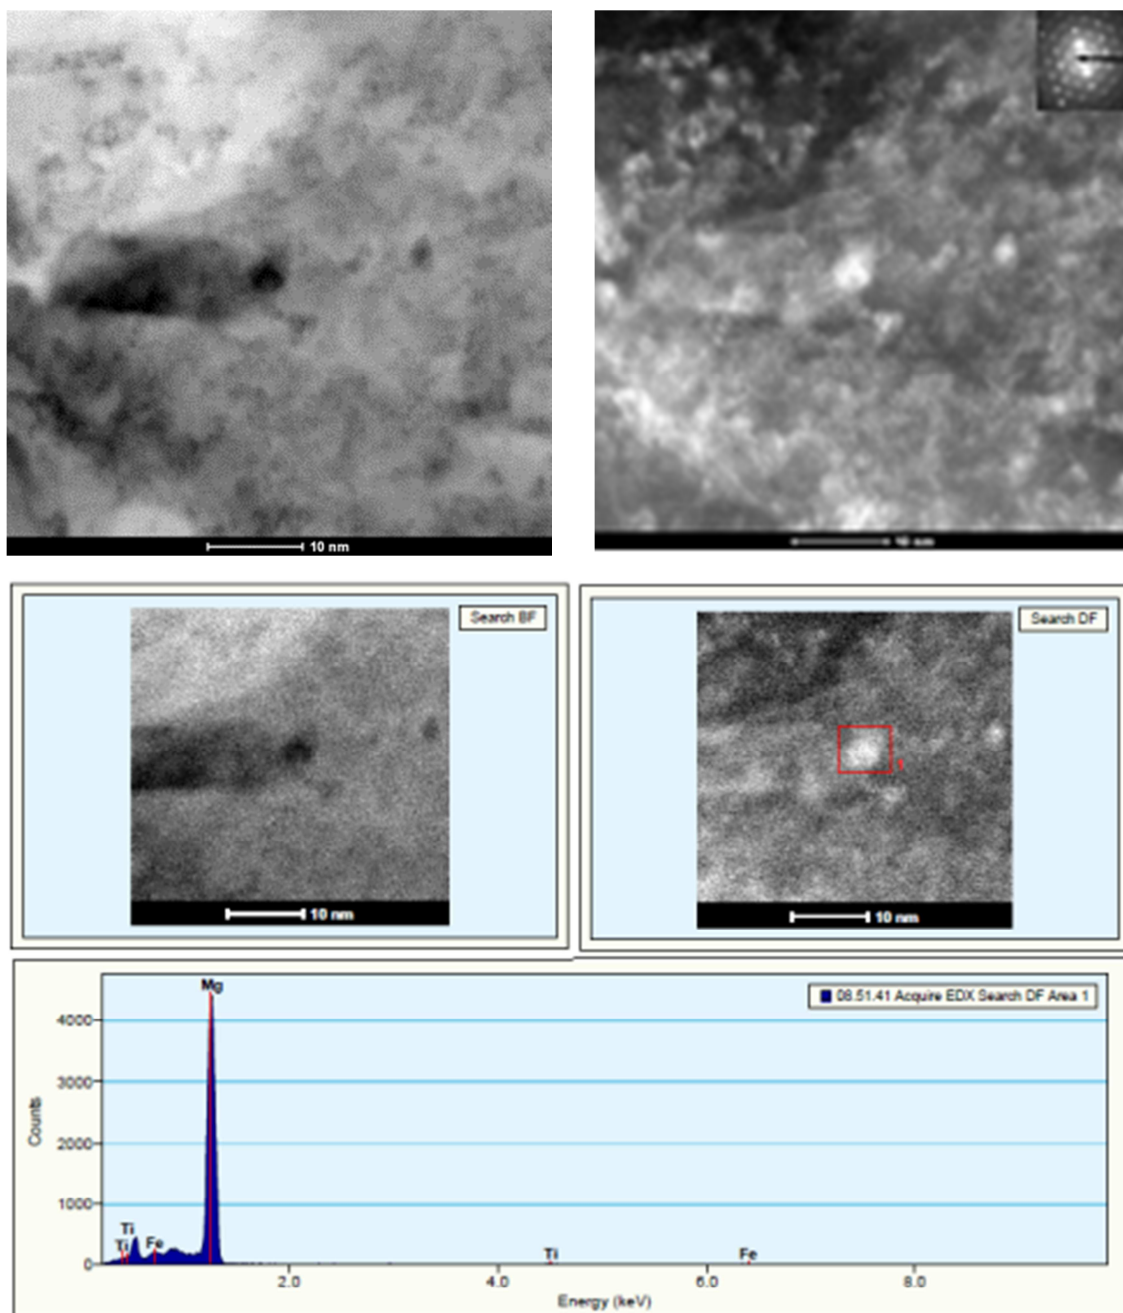 10 nm
10 nm
Search BF
Search DF
10 nm
10 nm
1
Mg
08.51.41 Acquire EDX Search DF Area 1
4000
3000
2000
1000
0
Counts
Ti
Ti
Fe
Ti
Fe
2.0
4.0
6.0
8.0
Energy (keV)